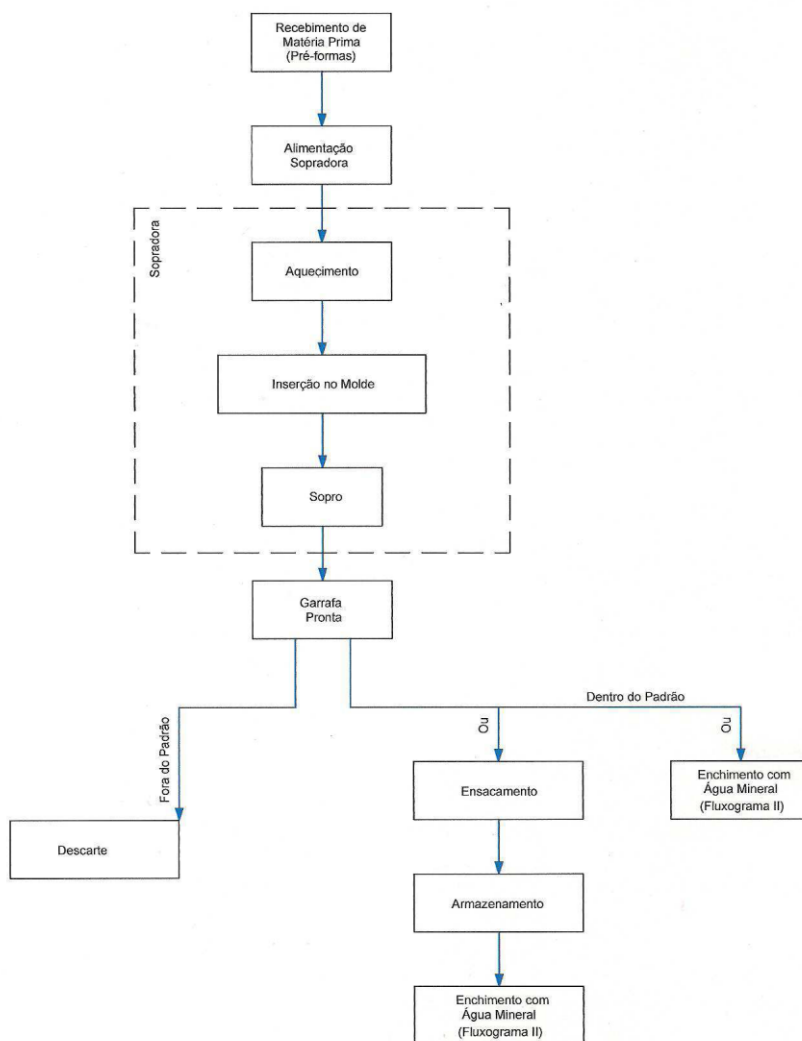 Recebimento de
Matéria Prima
(Pré-formas)
Alimentação
Sopradora
Sopradora
Aquecimento
Inserção no Molde
Sopro
Garrafa
Pronta
Fora do Padrão
Dentro do Padrão
Ou
Ou
Descarte
Ensacamento
Enchimento com
Água Mineral
(Fluxograma II)
Armazenamento
Enchimento com
Água Mineral
(Fluxograma II)